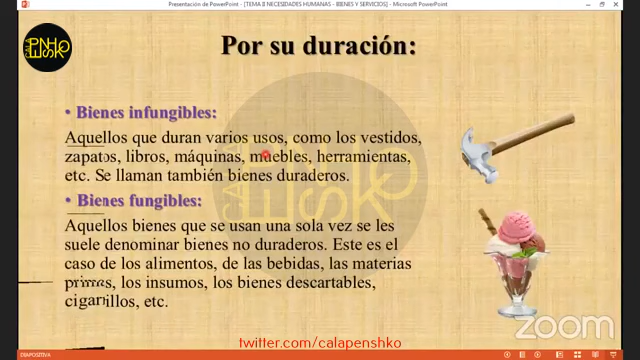 Presentación de PowerPoint - [TEMA II NECESIDADES HUMANAS - BIENES Y SERVICIOS] - Microsoft PowerPoint
Por su duración:
• Bienes infungibles:
Aquellos que duran varios usos, como los vestidos,
zapatos, libros, máquinas, muebles, herramientas,
etc. Se llaman también bienes duraderos.
• Bienes fungibles:
Aquellos bienes que se usan una sola vez se les
suele denominar bienes no duraderos. Este es el
caso de los alimentos, de las bebidas, las materias
primas, los insumos, los bienes descartables,
cigarrillos, etc.
zoom
twitter.com/calapenshko
DIAPOSITIVA